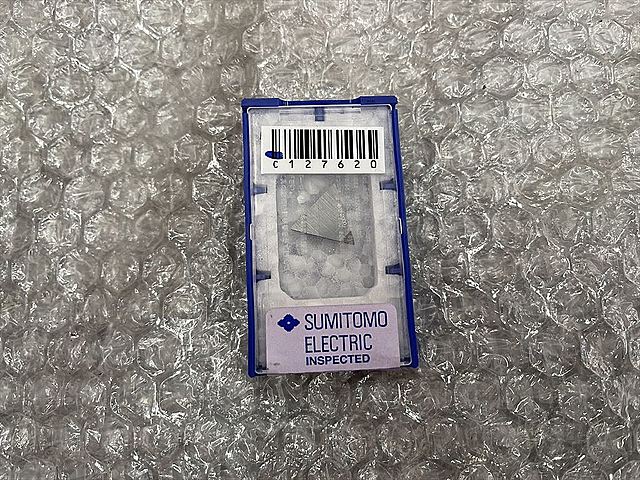 C127620
SUMITOMO
ELECTRIC
INSPECTED